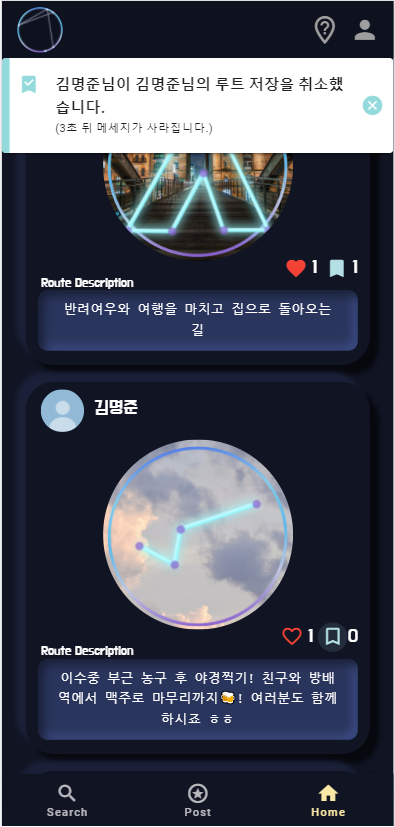 김명준님이 김명준님의 루트 저장을 취소했
습니다.
(3초 뒤 메세지가 사라집니다.)
1 1
Route Description
반려여우와 여행을 마치고 집으로 돌아오는
길
김명준
1 0
Route Description
이수중 부근 농구 후 야경찍기! 친구와 방배
역에서 맥주로 마무리까지🍻! 여러분도 함께
하시죠 ㅎㅎ
Search Post Home